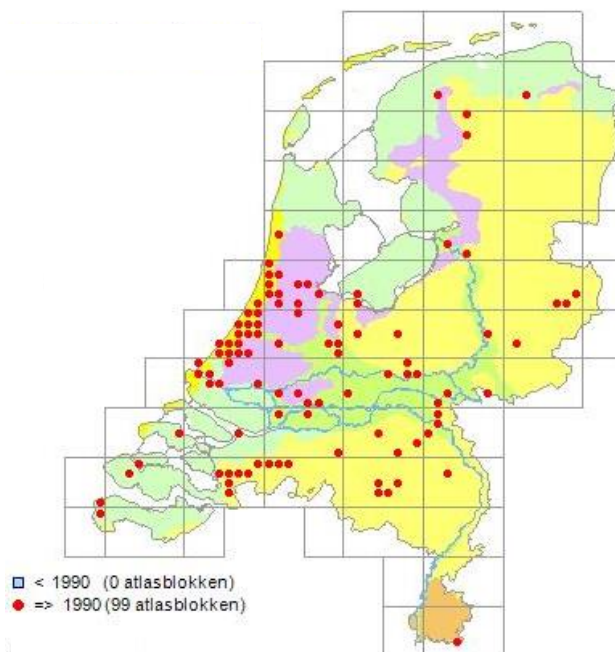 < 1990 (0 atlasblokken)
=> 1990 (99 atlasblokken)